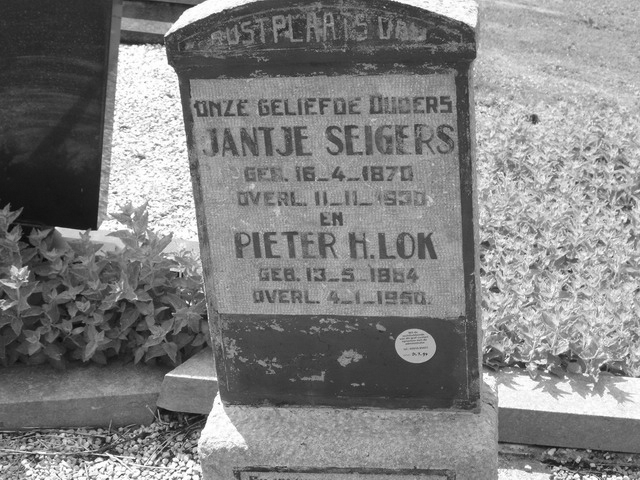 RUSTPLAATS VAN
ONZE GELIEFDE OUDERS
JANTJE SEIGERS
GEB. 16-4-1870
OVERL. 11-11-1930
EN
PIETER H. LOK
GEB. 13-5-1864
OVERL. 4-1-1950.